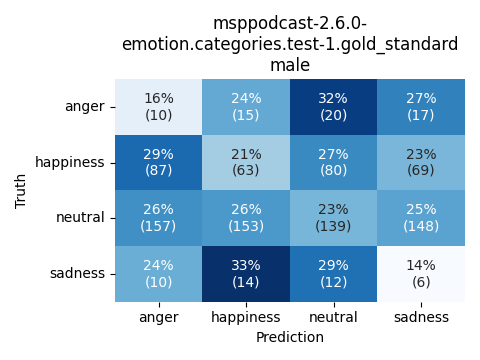 msppodcast-2.6.0-
emotion.categories.test-1.gold_standard
male
Truth
anger
16% 24% 32% 27%
(10) (15) (20) (17)
happiness
29% 21% 27% 23%
(87) (63) (80) (69)
neutral
26% 26% 23% 25%
(157) (153) (139) (148)
sadness
24% 33% 29% 14%
(10) (14) (12) (6)
anger happiness neutral sadness
Prediction